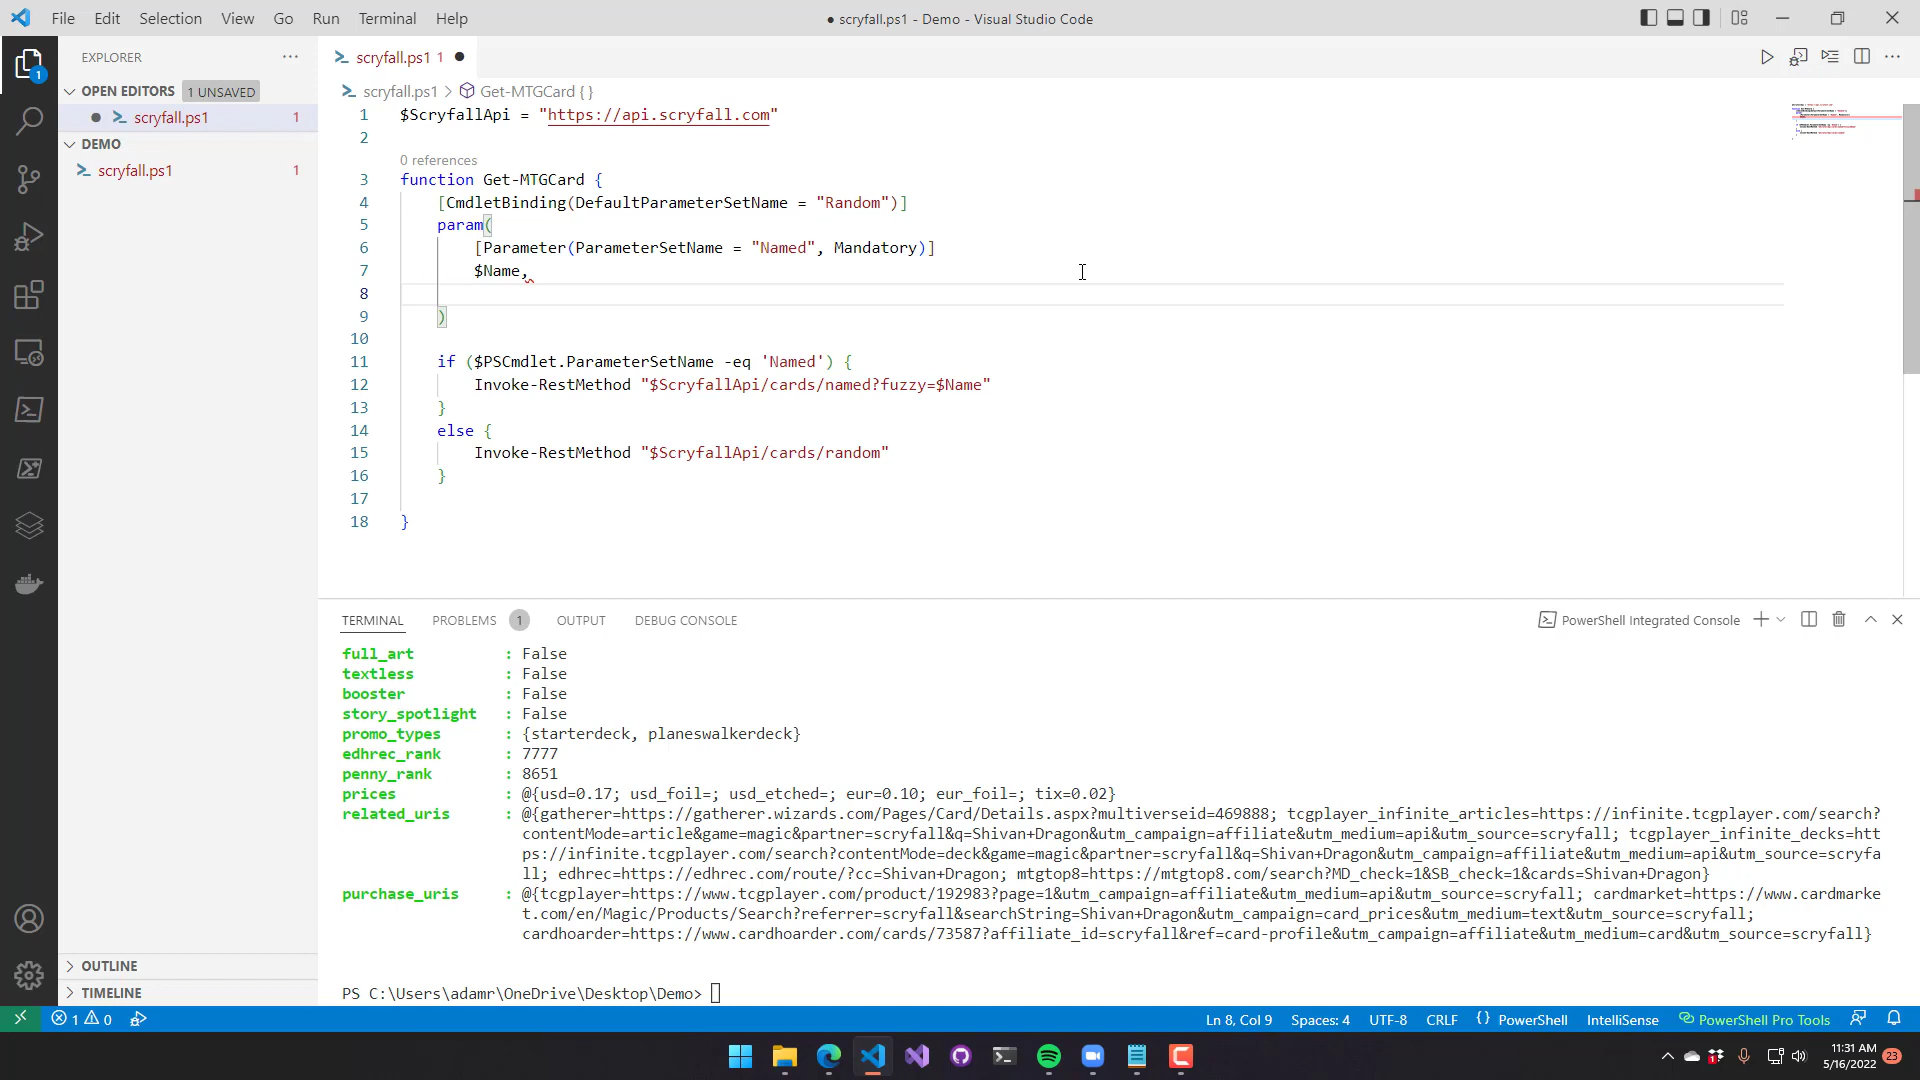 File Edit Selection View Go Run Terminal Help
● scryfall.ps1 - Demo - Visual Studio Code
EXPLORER
OPEN EDITORS 1 UNSAVED
scryfall.ps1 1
DEMO
scryfall.ps1 1
OUTLINE
TIMELINE
1
scryfall.ps1 1
scryfall.ps1 > Get-MTGCard { }
1 $ScryfallApi = "https://api.scryfall.com"
2
0 references
3 function Get-MTGCard {
4 [CmdletBinding(DefaultParameterSetName = "Random")]
5 param(
6 [Parameter(ParameterSetName = "Named", Mandatory)]
7 $Name,
8
9 )
10
11 if ($PSCmdlet.ParameterSetName -eq 'Named') {
12 Invoke-RestMethod "$ScryfallApi/cards/named?fuzzy=$Name"
13 }
14 else {
15 Invoke-RestMethod "$ScryfallApi/cards/random"
16 }
17
18 }
TERMINAL PROBLEMS 1 OUTPUT DEBUG CONSOLE
PowerShell Integrated Console
full_art : False
textless : False
booster : False
story_spotlight : False
promo_types : {starterdeck, planeswalkerdeck}
edhrec_rank : 7777
penny_rank : 8651
prices : @{usd=0.17; usd_foil=; usd_etched=; eur=0.10; eur_foil=; tix=0.02}
related_uris : @{gatherer=https://gatherer.wizards.com/Pages/Card/Details.aspx?multiverseid=469888; tcgplayer_infinite_articles=https://infinite.tcgplayer.com/search?
contentMode=article&game=magic&partner=scryfall&q=Shivan+Dragon&utm_campaign=affiliate&utm_medium=api&utm_source=scryfall; tcgplayer_infinite_decks=htt
ps://infinite.tcgplayer.com/search?contentMode=deck&game=magic&partner=scryfall&q=Shivan+Dragon&utm_campaign=affiliate&utm_medium=api&utm_source=scryfa
ll; edhrec=https://edhrec.com/route/?cc=Shivan+Dragon; mtgtop8=https://mtgtop8.com/search?MD_check=1&SB_check=1&cards=Shivan+Dragon}
purchase_uris : @{tcgplayer=https://www.tcgplayer.com/product/192983?page=1&utm_campaign=affiliate&utm_medium=api&utm_source=scryfall; cardmarket=https://www.cardmarke
t.com/en/Magic/Products/Search?referrer=scryfall&searchString=Shivan+Dragon&utm_campaign=card_prices&utm_medium=text&utm_source=scryfall;
cardhoarder=https://www.cardhoarder.com/cards/73587?affiliate_id=scryfall&ref=card-profile&utm_campaign=affiliate&utm_medium=card&utm_source=scryfall}
PS C:\Users\adamr\OneDrive\Desktop\Demo>
1 0
Ln 8, Col 9 Spaces: 4 UTF-8 CRLF { } PowerShell IntelliSense PowerShell Pro Tools
11:31 AM
5/16/2022
23